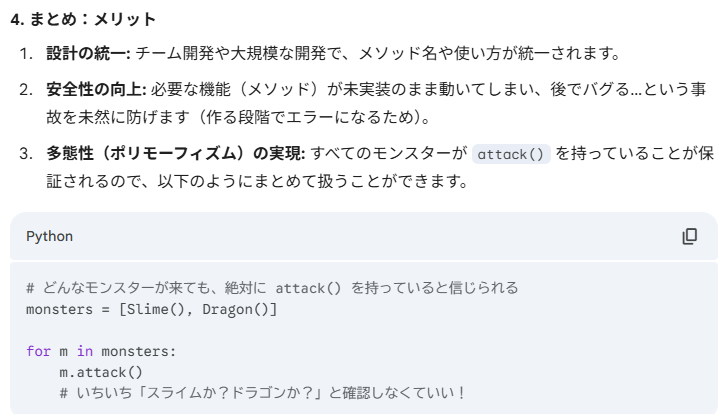 4. まとめ：メリット
1. 設計の統一: チーム開発や大規模な開発で、メソッド名や使い方が統一されます。
2. 安全性の向上: 必要な機能（メソッド）が未実装のまま動いてしまい、後でバグる...という事
故を未然に防げます（作る段階でエラーになるため）。
3. 多態性（ポリモーフィズム）の実現: すべてのモンスターが attack() を持っていることが保
証されるので、以下のようにまとめて扱うことができます。
Python
# どんなモンスターが来ても、絶対に attack() を持っていると信じられる
monsters = [Slime(), Dragon()]
for m in monsters:
    m.attack()
    # いちいち「スライムか？ドラゴンか？」と確認しなくていい！